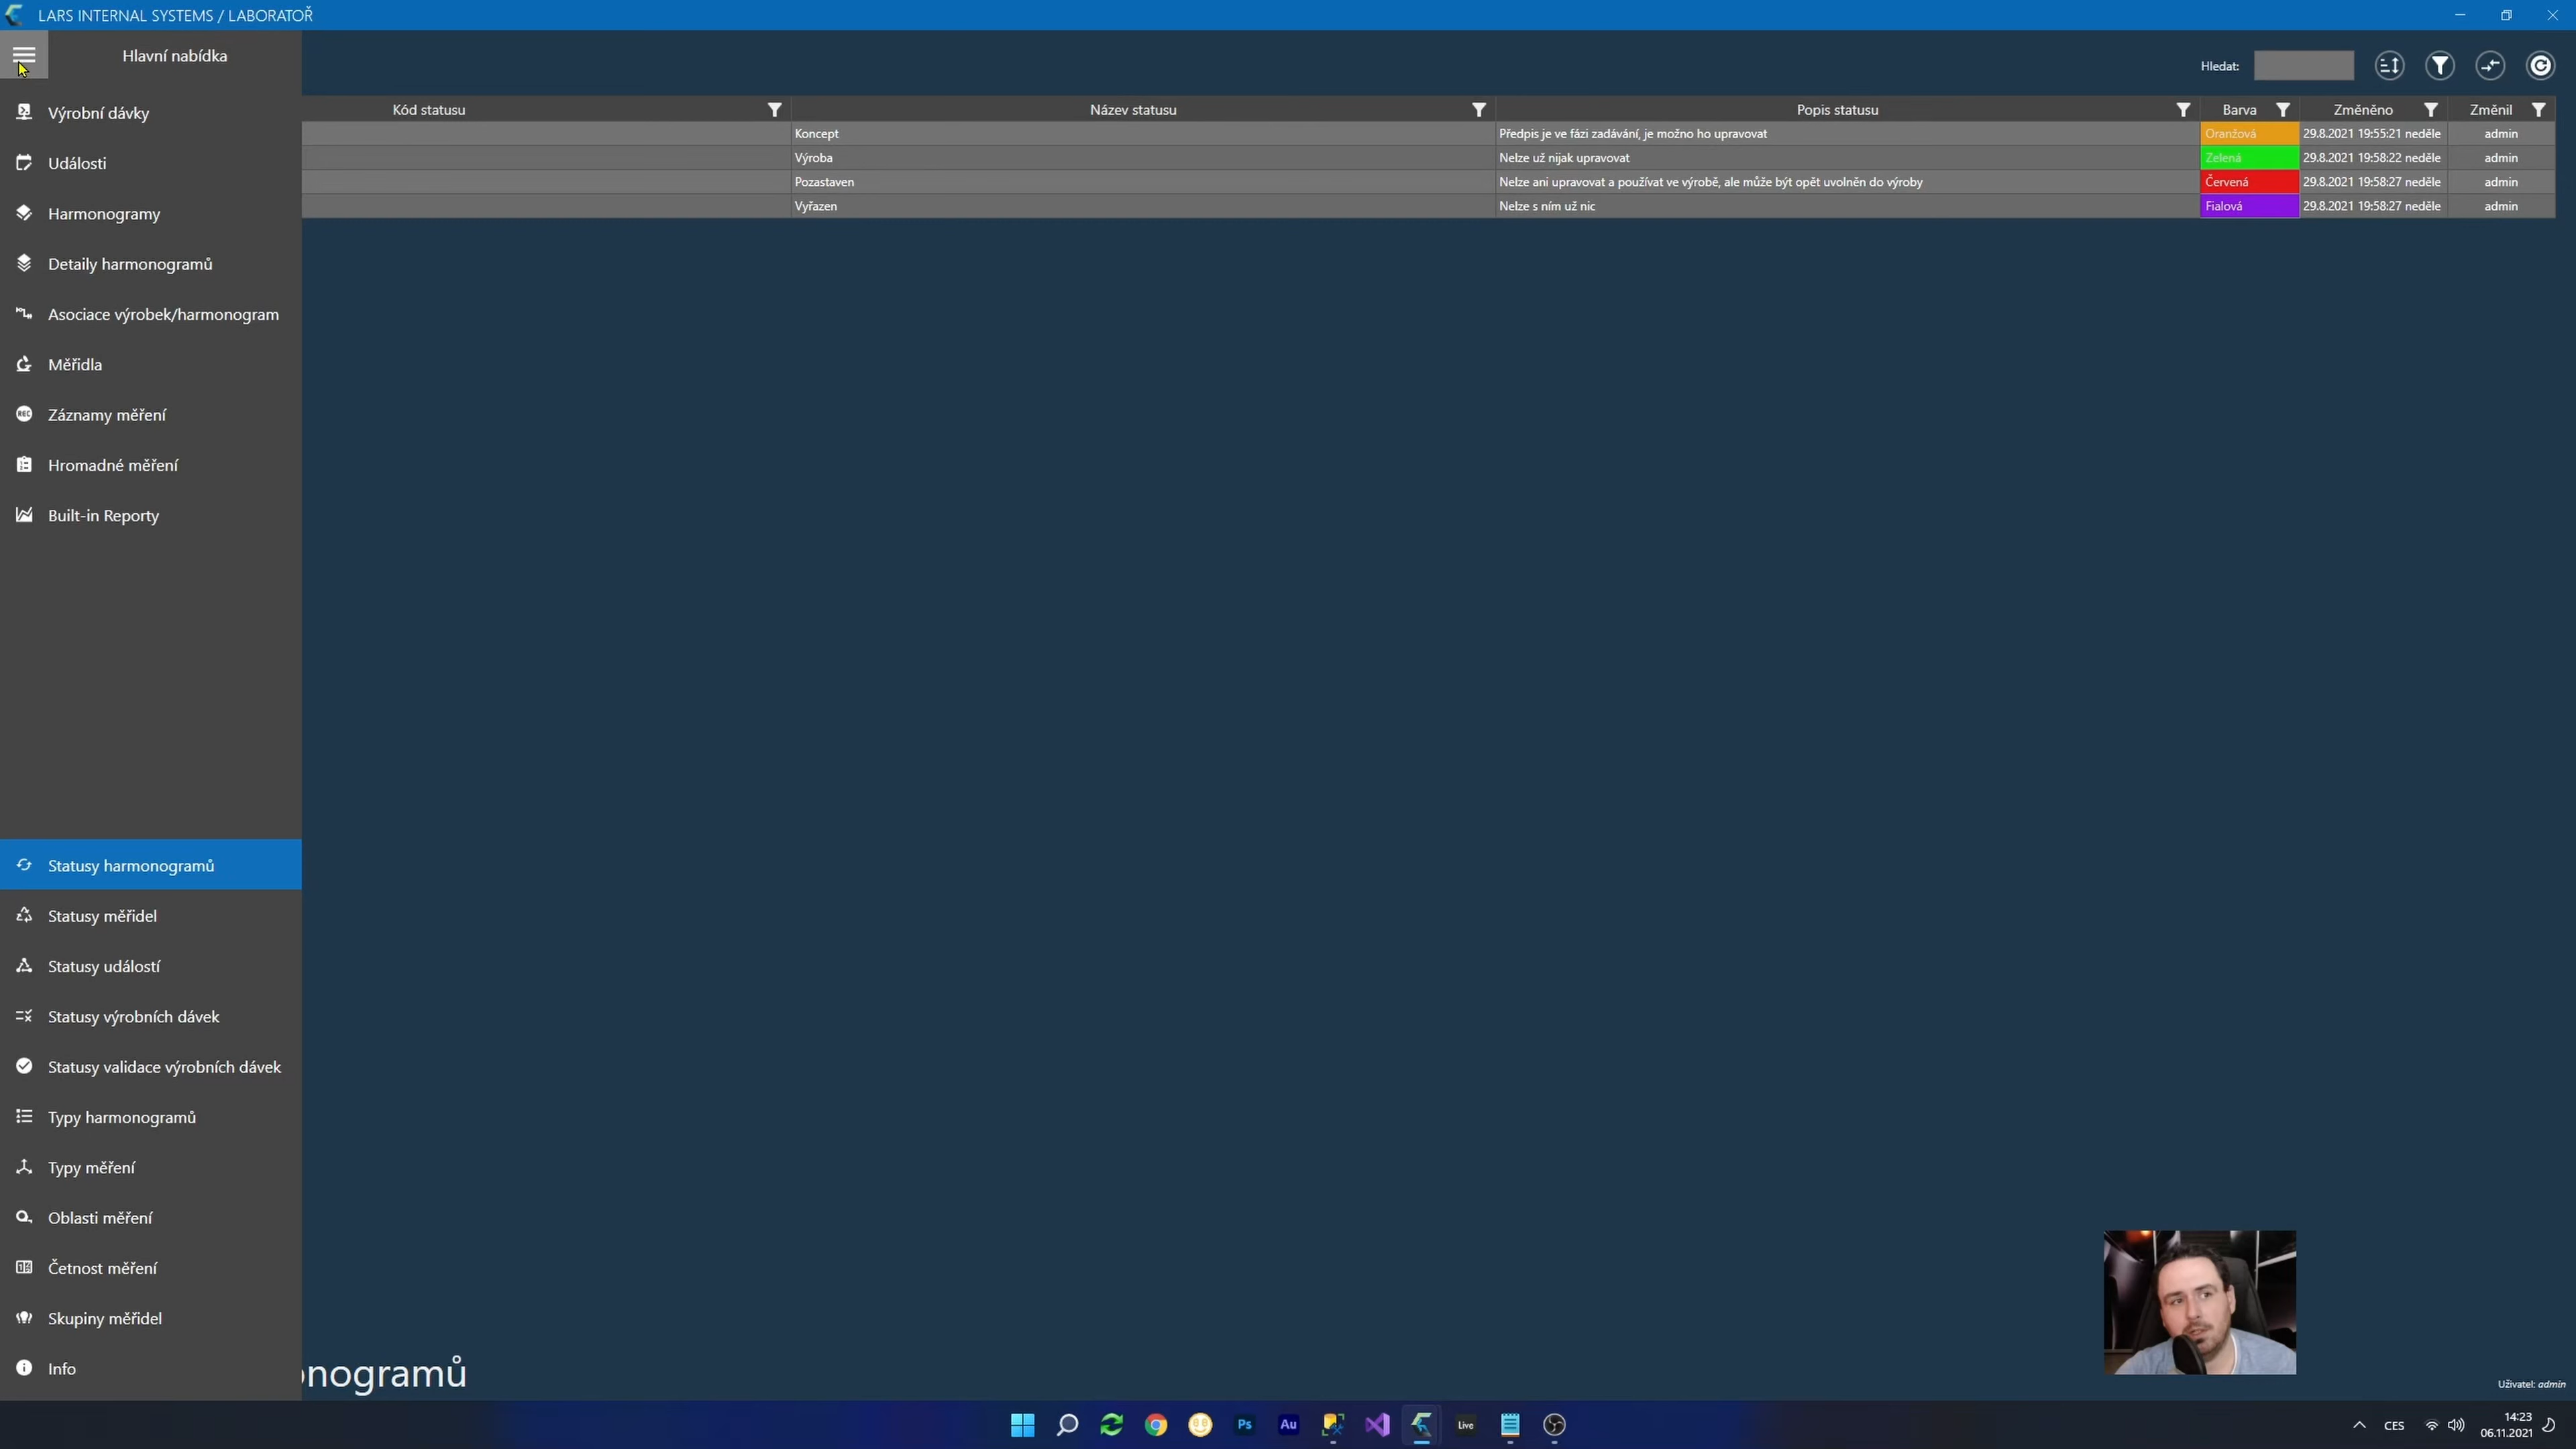 LARS INTERNAL SYSTEMS / LABORATOŘ
Hlavní nabídka
Hledat:
Výrobní dávky
Události
Harmonogramy
Detaily harmonogramů
Asociace výrobek/harmonogram
Měřidla
Záznamy měření
Hromadné měření
Built-in Reporty
Statusy harmonogramů
Statusy měřidel
Statusy událostí
Statusy výrobních dávek
Statusy validace výrobních dávek
Typy harmonogramů
Typy měření
Oblasti měření
Četnost měření
Skupiny měřidel
Info
Kód statusu Název statusu Popis statusu Barva Změněno Změnil
Koncept Předpis je ve fázi zadávání, je možno ho upravovat Oranžová 29.8.2021 19:55:21 neděle admin
Výroba Nelze už nijak upravovat Zelená 29.8.2021 19:58:22 neděle admin
Pozastaven Nelze ani upravovat a používat ve výrobě, ale může být opět uvolněn do výroby Červená 29.8.2021 19:58:27 neděle admin
Vyřazen Nelze s ním už nic Fialová 29.8.2021 19:58:27 neděle admin
nogramů
Uživatel: admin
Ps Au Live
CES
14:23
06.11.2021